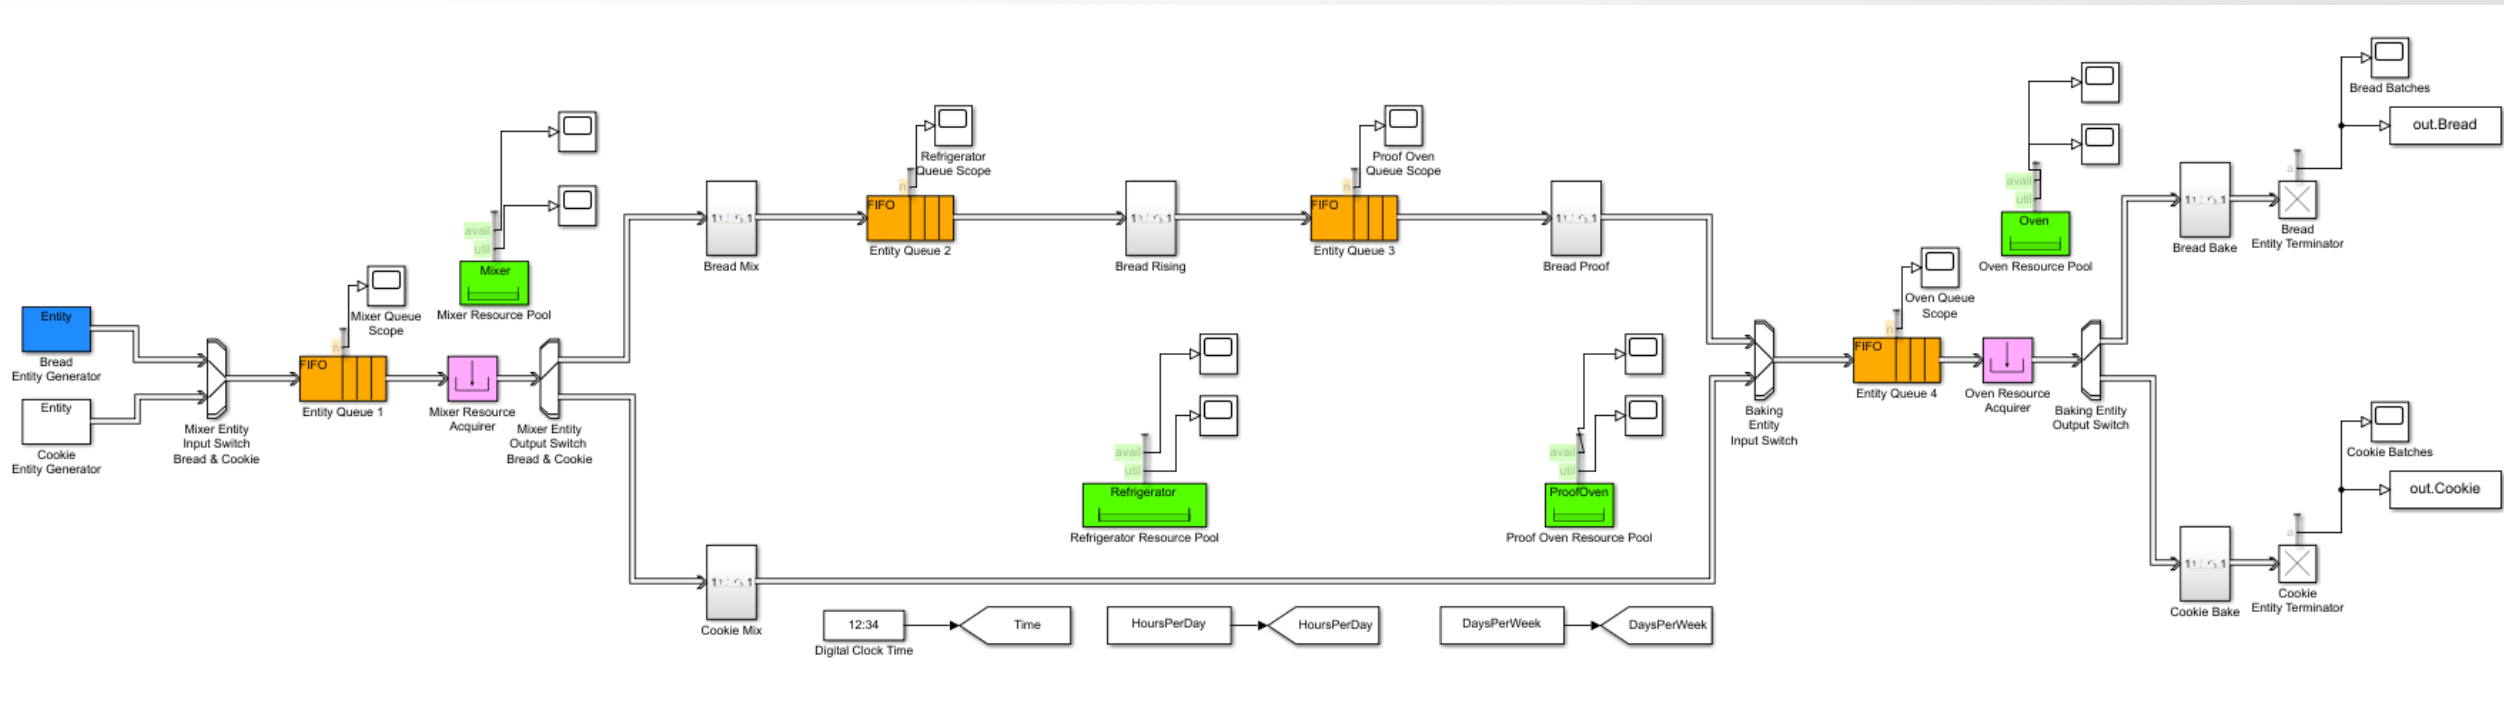 Entity
Bread
Entity Generator
Entity
Cookie
Entity Generator
Mixer Entity
Input Switch
Bread & Cookie
n
FIFO
Entity Queue 1
Mixer Queue
Scope
avail
util
Mixer
Mixer Resource Pool
Mixer Resource
Acquirer
Mixer Entity
Output Switch
Bread & Cookie
Bread Mix
n
FIFO
Entity Queue 2
Refrigerator
Queue Scope
Bread Rising
n
FIFO
Entity Queue 3
Proof Oven
Queue Scope
Bread Proof
avail
util
Refrigerator
Refrigerator Resource Pool
avail
util
ProofOven
Proof Oven Resource Pool
Cookie Mix
12:34
Digital Clock Time
Time
HoursPerDay
HoursPerDay
DaysPerWeek
DaysPerWeek
Baking
Entity
Input Switch
n
FIFO
Entity Queue 4
Oven Queue
Scope
Oven Resource
Acquirer
avail
util
Oven
Oven Resource Pool
Baking Entity
Output Switch
Bread Bake
a
Bread
Entity Terminator
Bread Batches
out.Bread
Cookie Bake
a
Cookie
Entity Terminator
Cookie Batches
out.Cookie